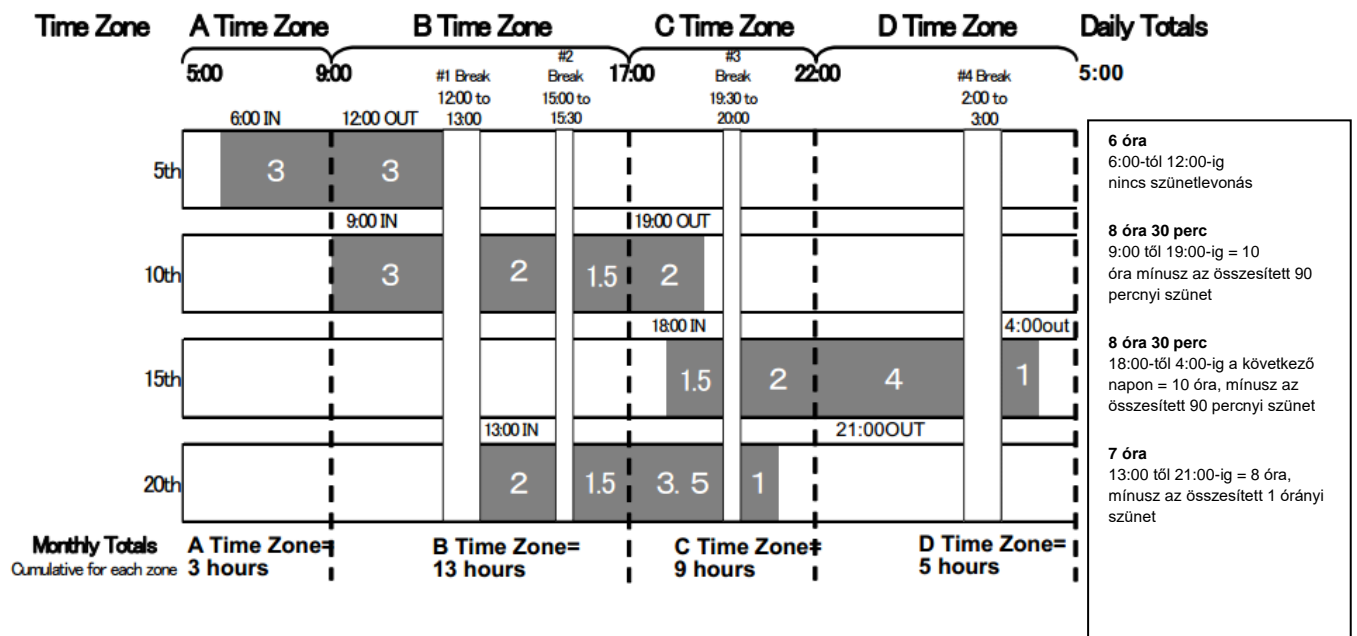 Time Zone A Time Zone B Time Zone C Time Zone D Time Zone Daily Totals
5:00 9:00 17:00 22:00 5:00
#1 Break
12:00 to
13:00
#2
Break
15:00 to
15:30
#3
Break
19:30 to
20:00
#4 Break
2:00 to
3:00
6:00 IN 12:00 OUT
5th 3 3
9:00 IN 19:00 OUT
10th 3 2 1.5 2
18:00 IN 4:00out
15th 1.5 2 4 1
13:00 IN 21:00OUT
20th 2 1.5 3. 5 1
Monthly Totals
Cumulative for each zone
A Time Zone=
3 hours
B Time Zone=
13 hours
C Time Zone=
9 hours
D Time Zone=
5 hours
6 óra
6:00-tól 12:00-ig
nincs szünetlevonás
8 óra 30 perc
9:00 től 19:00-ig = 10
óra mínusz az összesített 90
percnyi szünet
8 óra 30 perc
18:00-től 4:00-ig a következő
napon = 10 óra, mínusz az
összesített 90 percnyi szünet
7 óra
13:00 től 21:00-ig = 8 óra,
mínusz az összesített 1 órányi
szünet